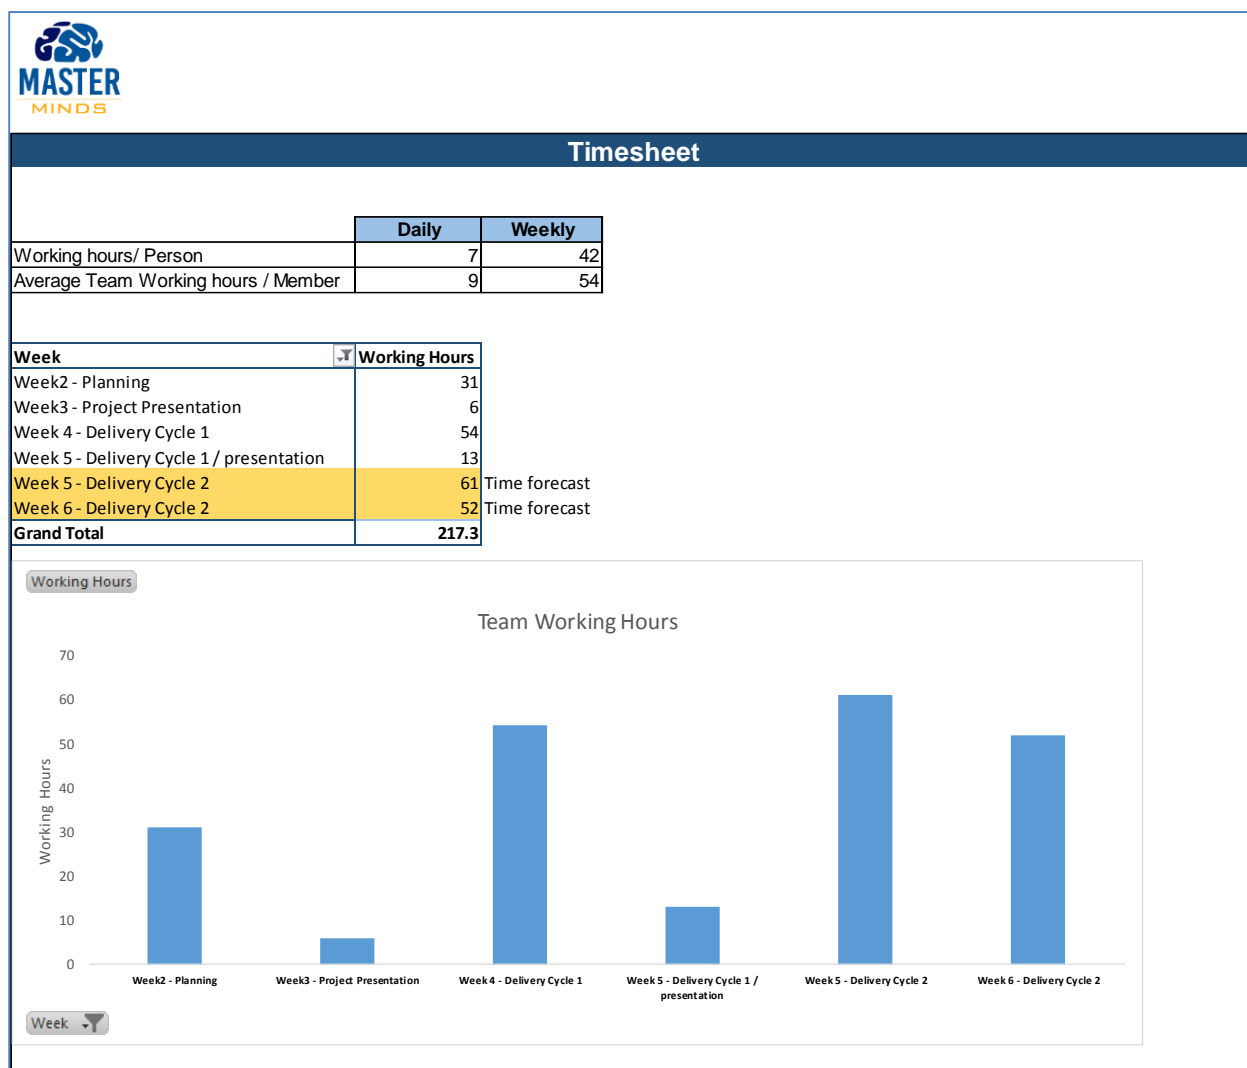 MASTER
MINDS
Timesheet
Daily Weekly
Working hours/ Person 7 42
Average Team Working hours / Member 9 54
Week Working Hours
Week2 - Planning 31
Week3 - Project Presentation 6
Week 4 - Delivery Cycle 1 54
Week 5 - Delivery Cycle 1 / presentation 13
Week 5 - Delivery Cycle 2 61 Time forecast
Week 6 - Delivery Cycle 2 52 Time forecast
Grand Total 217.3
Working Hours
Team Working Hours
70
60
50
40
30
20
10
0
Working Hours
Week2 - Planning Week3 - Project Presentation Week 4 - Delivery Cycle 1 Week 5 - Delivery Cycle 1 / Week 5 - Delivery Cycle 2 Week 6 - Delivery Cycle 2
presentation
Week